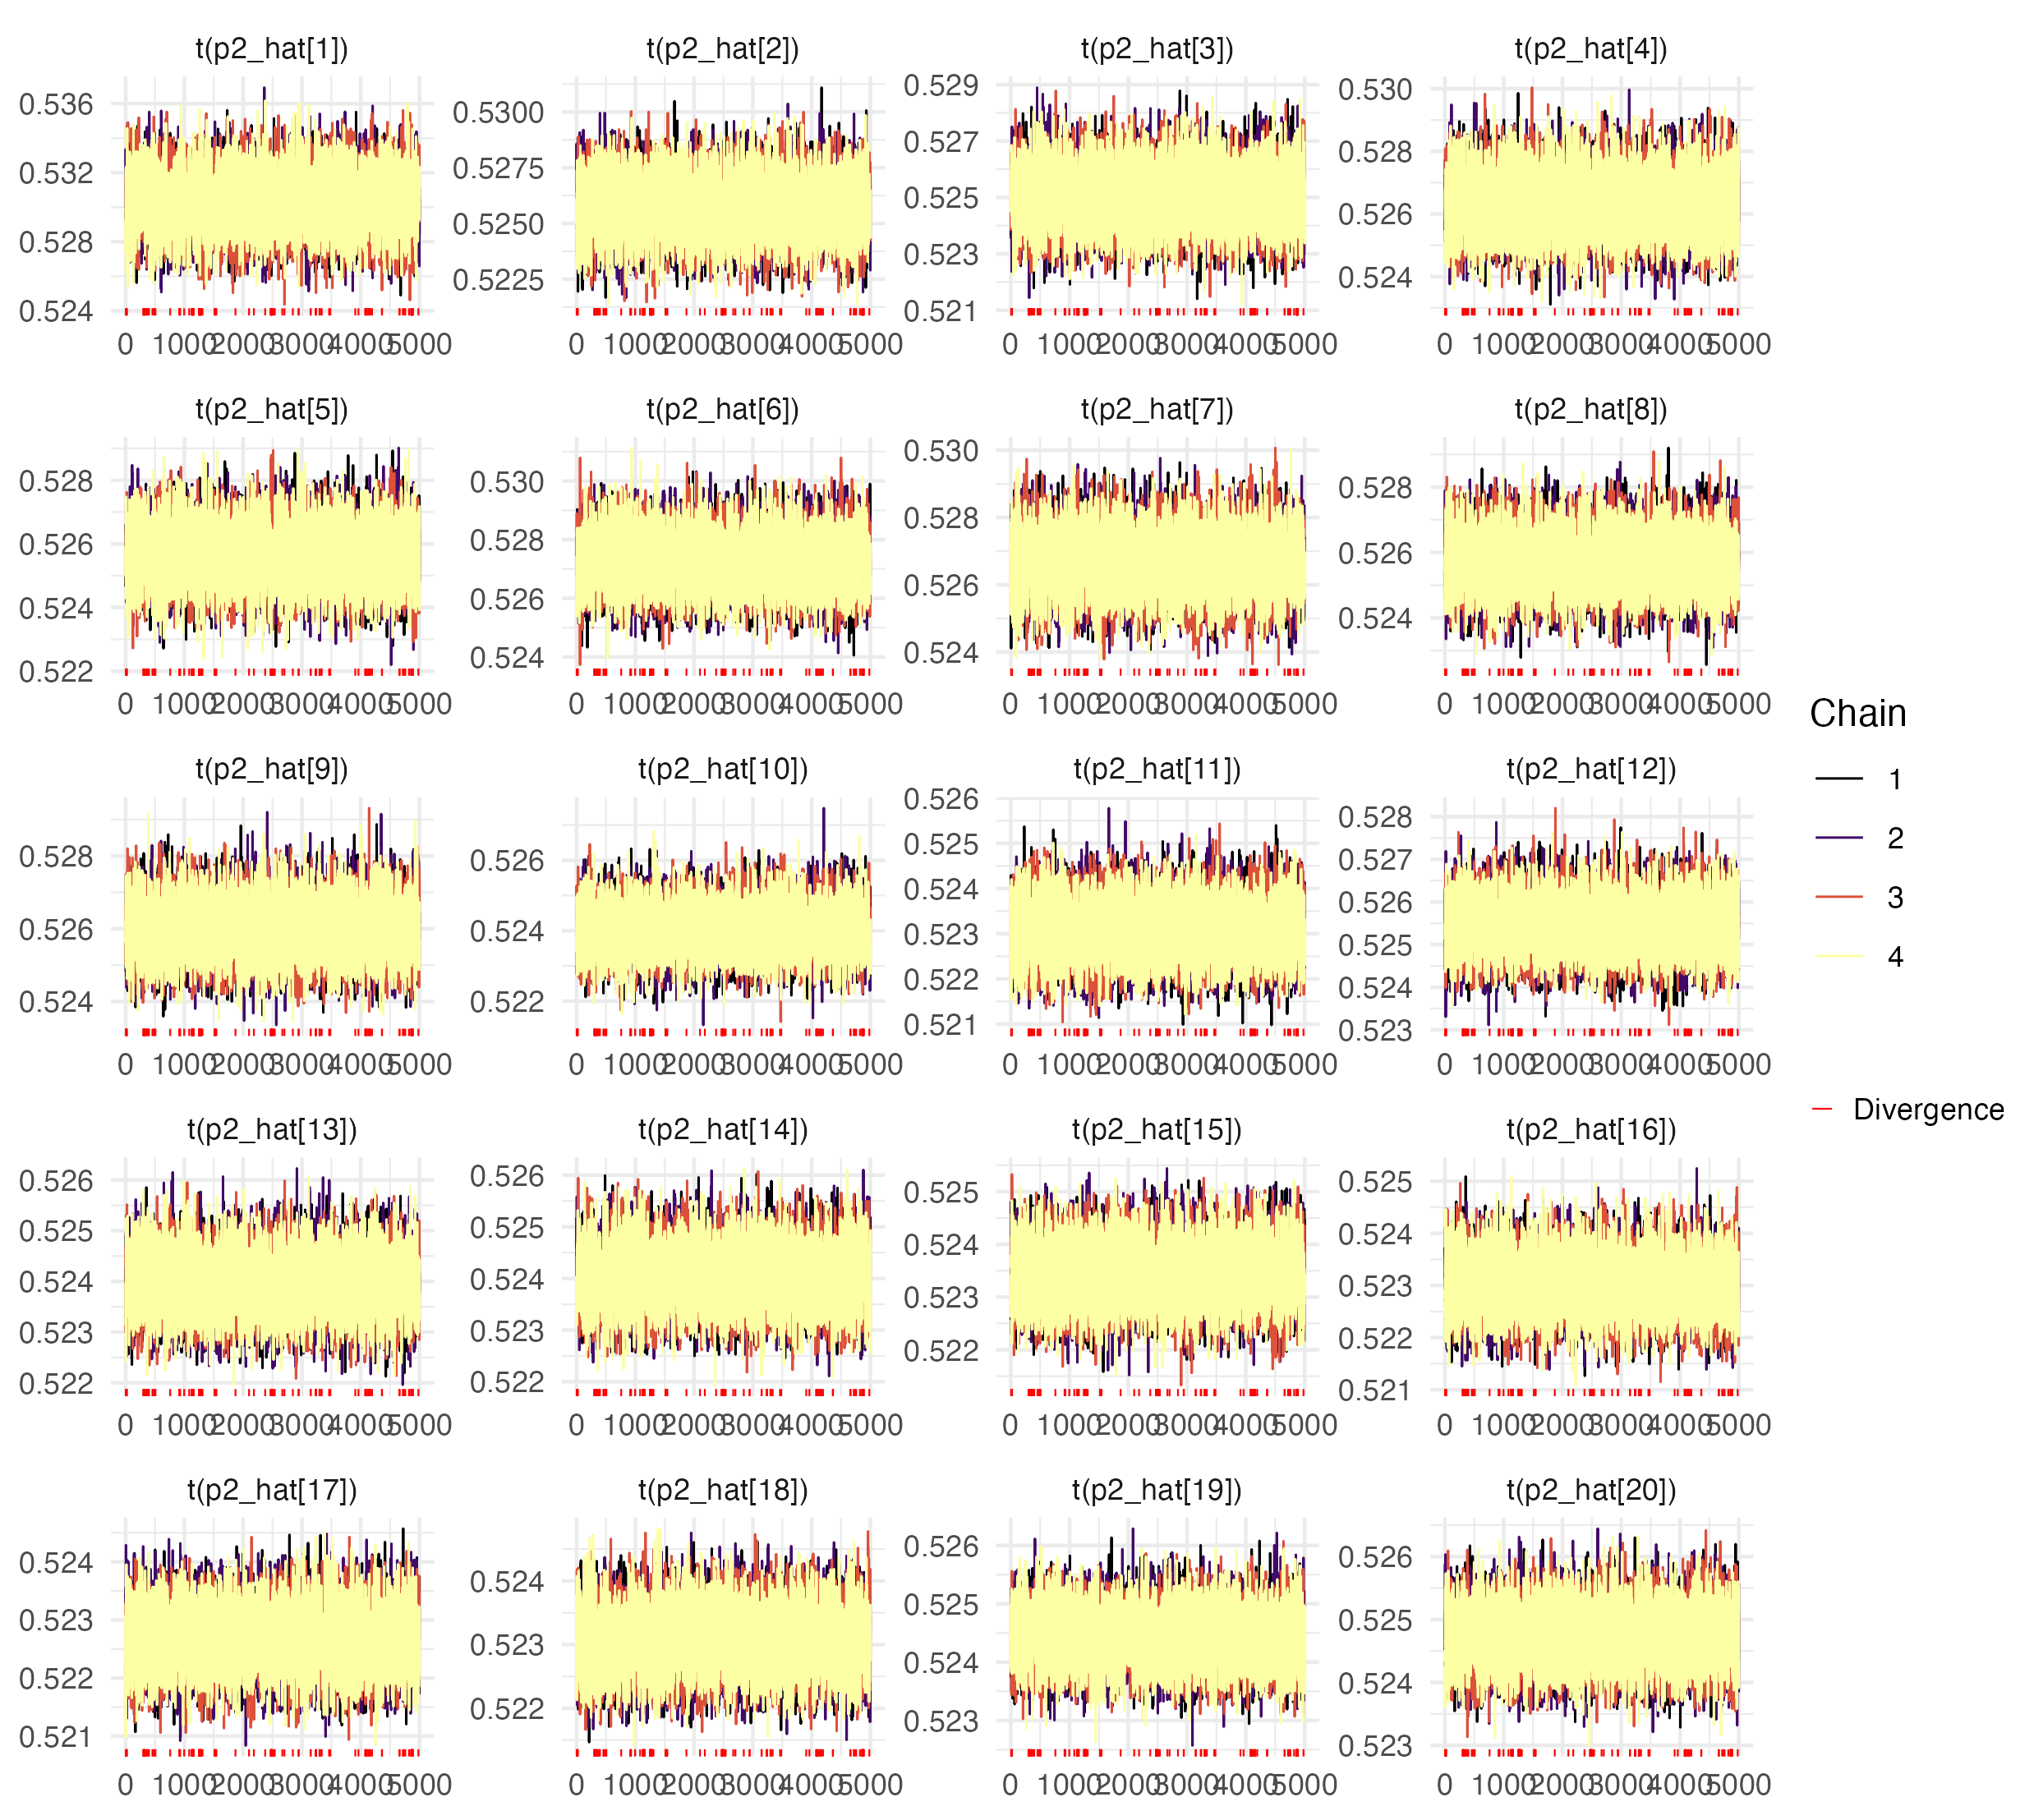 t(p2_hat[1]) t(p2_hat[2]) t(p2_hat[3]) t(p2_hat[4])
0.536 0.532 0.528 0.524
0.5300 0.5275 0.5250 0.5225
0.529 0.527 0.525 0.523 0.521
0.530 0.528 0.526 0.524
0 1000 2000 3000 4000 5000 0 1000 2000 3000 4000 5000 0 1000 2000 3000 4000 5000 0 1000 2000 3000 4000 5000
t(p2_hat[5]) t(p2_hat[6]) t(p2_hat[7]) t(p2_hat[8])
0.528 0.526 0.524 0.522
0.530 0.528 0.526 0.524
0.530 0.528 0.526 0.524
0.528 0.526 0.524
0 1000 2000 3000 4000 5000 0 1000 2000 3000 4000 5000 0 1000 2000 3000 4000 5000 0 1000 2000 3000 4000 5000
t(p2_hat[9]) t(p2_hat[10]) t(p2_hat[11]) t(p2_hat[12])
0.528 0.526 0.524
0.526 0.524 0.522
0.526 0.525 0.524 0.523 0.522 0.521
0.528 0.527 0.526 0.525 0.524 0.523
0 1000 2000 3000 4000 5000 0 1000 2000 3000 4000 5000 0 1000 2000 3000 4000 5000 0 1000 2000 3000 4000 5000
t(p2_hat[13]) t(p2_hat[14]) t(p2_hat[15]) t(p2_hat[16])
0.526 0.525 0.524 0.523 0.522
0.526 0.525 0.524 0.523 0.522
0.525 0.524 0.523 0.522
0.525 0.524 0.523 0.522 0.521
0 1000 2000 3000 4000 5000 0 1000 2000 3000 4000 5000 0 1000 2000 3000 4000 5000 0 1000 2000 3000 4000 5000
t(p2_hat[17]) t(p2_hat[18]) t(p2_hat[19]) t(p2_hat[20])
0.524 0.523 0.522 0.521
0.524 0.523 0.522
0.526 0.525 0.524 0.523
0.526 0.525 0.524 0.523
0 1000 2000 3000 4000 5000 0 1000 2000 3000 4000 5000 0 1000 2000 3000 4000 5000 0 1000 2000 3000 4000 5000
Chain
1
2
3
4
Divergence